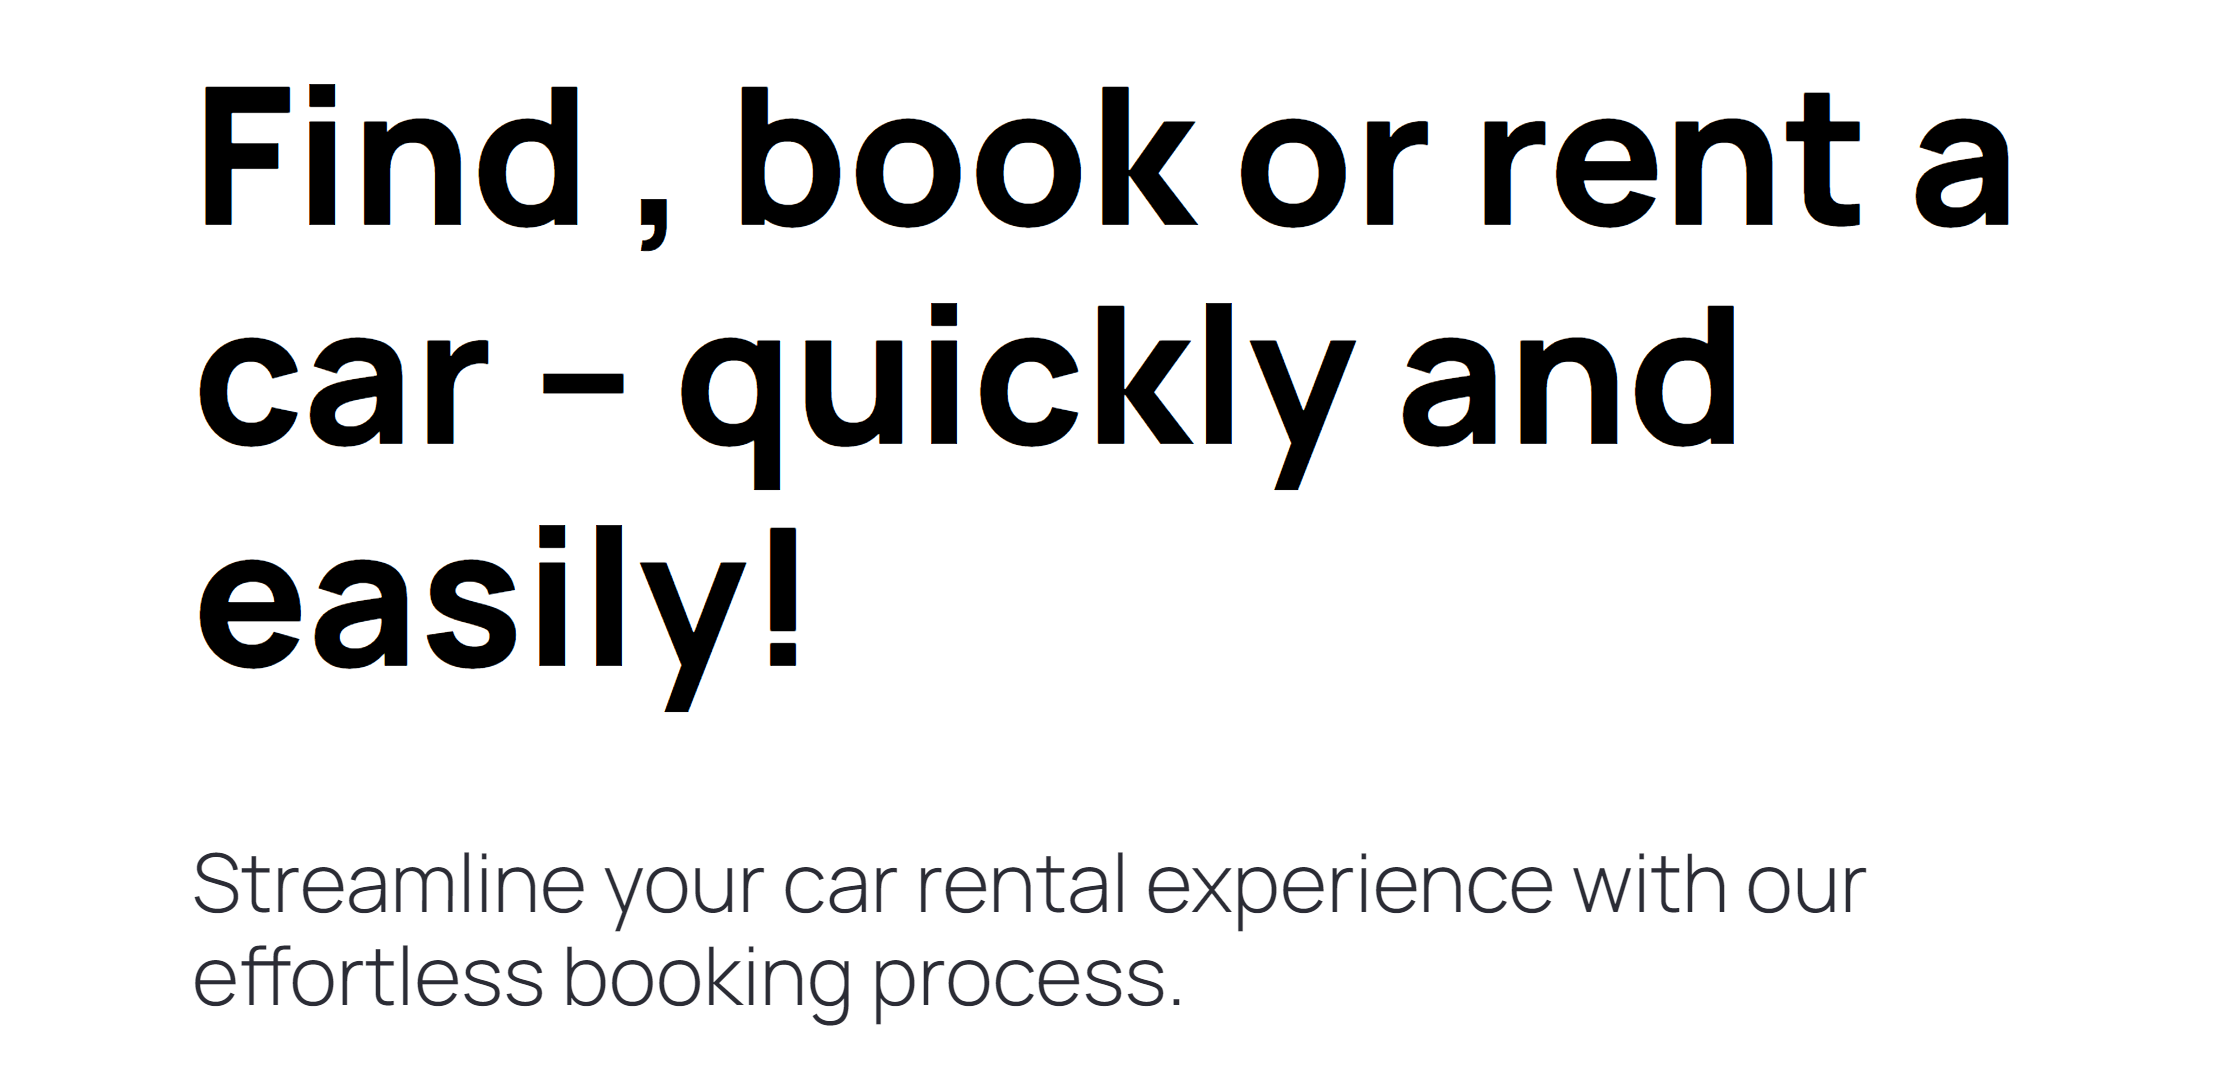 Find , book or rent a
car – quickly and
easily!
Streamline your car rental experience with our
effortless booking process.